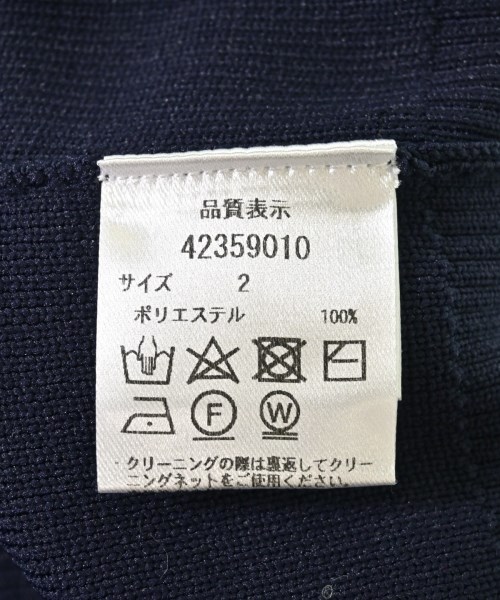 品質表示
42359010
サイズ 2
ポリエステル 100%
F W
・クリーニングの際は裏返してクリー
ニングネットをご使用ください。